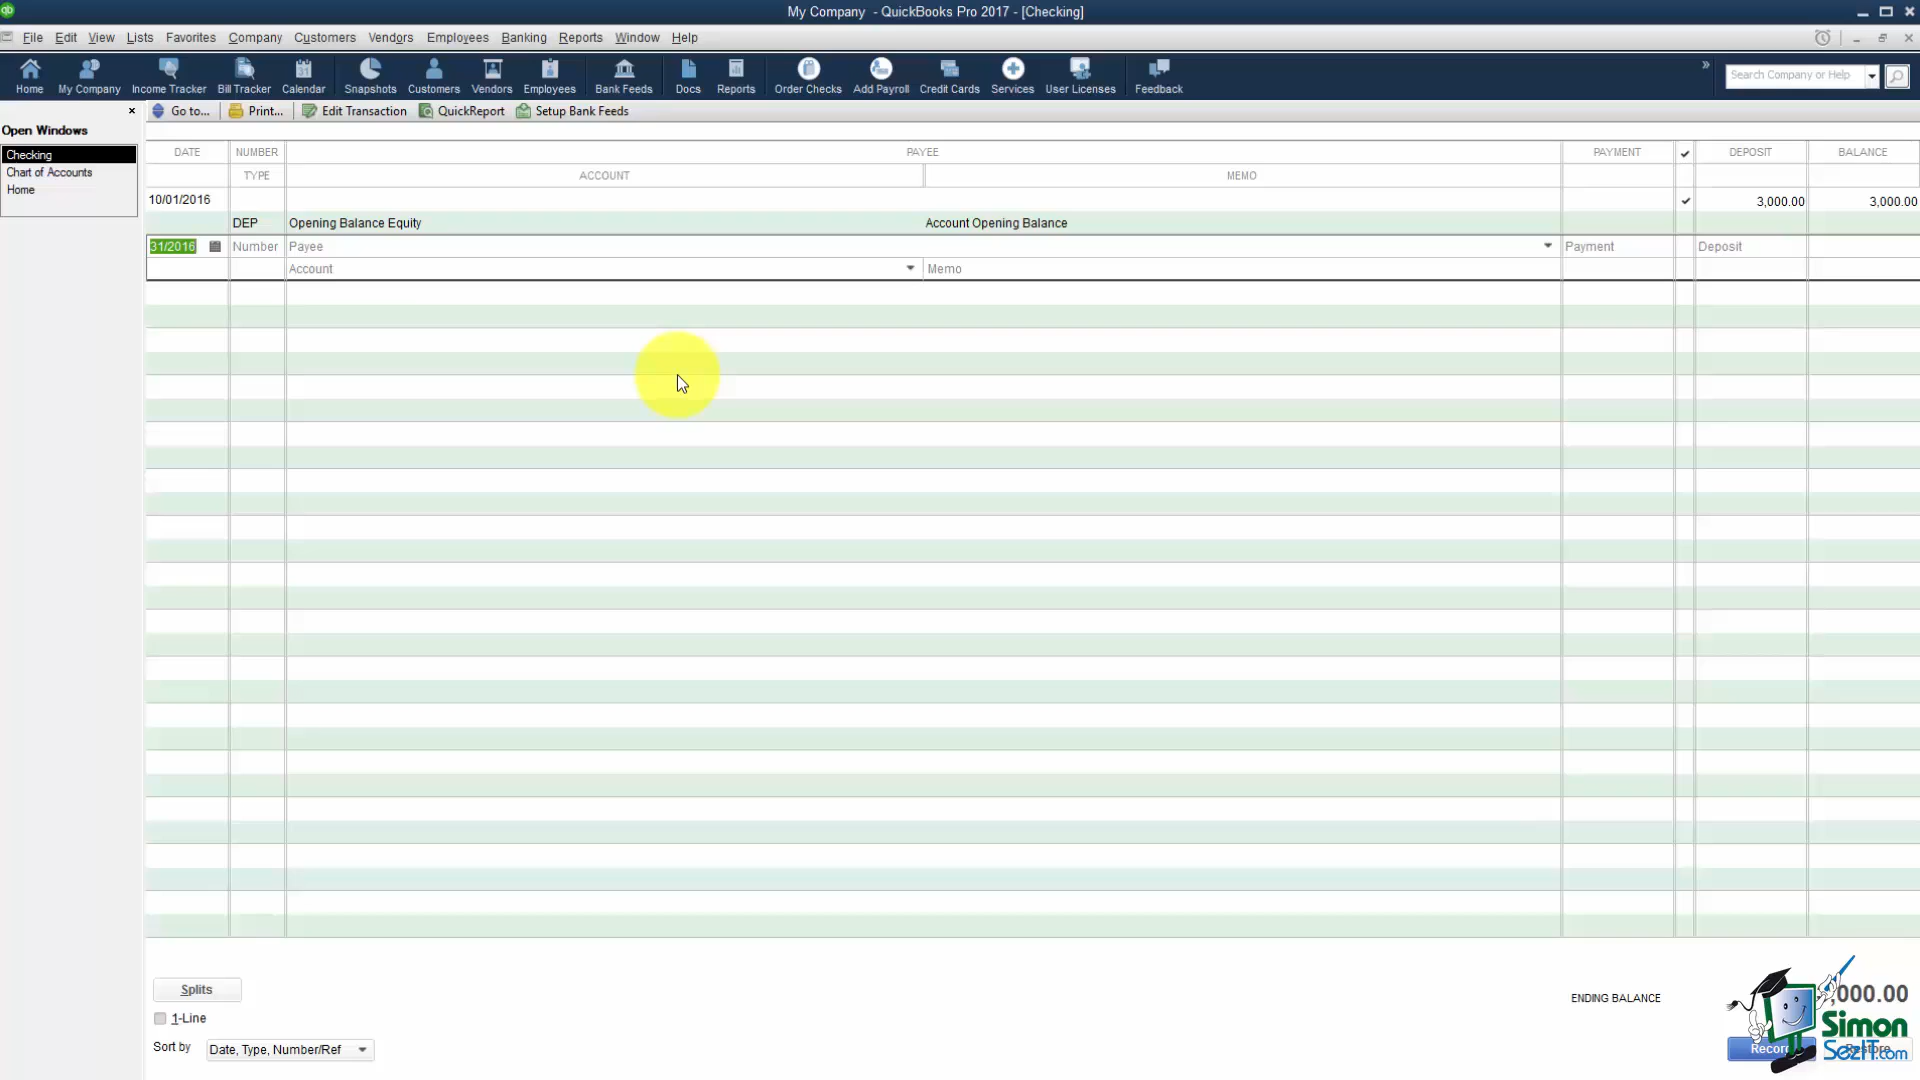 My Company - QuickBooks Pro 2017 - [Checking]
File Edit View Lists Favorites Company Customers Vendors Employees Banking Reports Window Help
Home My Company Income Tracker Bill Tracker Calendar Snapshots Customers Vendors Employees Bank Feeds Docs Reports Order Checks Add Payroll Credit Cards Services User Licenses Feedback » Search Company or Help
Go to... Print... Edit Transaction QuickReport Setup Bank Feeds
Open Windows
Checking
Chart of Accounts
Home
DATE NUMBER PAYEE PAYMENT ✓ DEPOSIT BALANCE
TYPE ACCOUNT MEMO
10/01/2016 ✓ 3,000.00 3,000.00
DEP Opening Balance Equity Account Opening Balance
31/2016 Number Payee Payment Deposit
Account Memo
Splits
1-Line
Sort by Date, Type, Number/Ref
ENDING BALANCE ,000.00
Record
Simon
SezIT.com